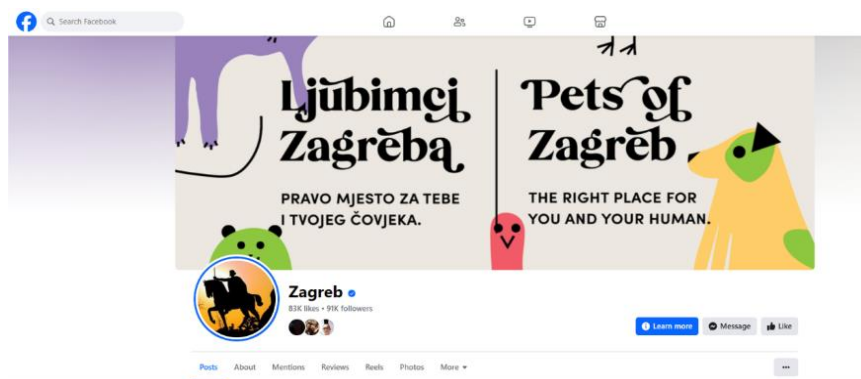 Search Facebook
Ljubimci
Zagreba
PRAVO MJESTO ZA TEBE
I TVOJEG ČOVJEKA.
Pets of
Zagreb
THE RIGHT PLACE FOR
YOU AND YOUR HUMAN.
Zagreb
83K likes • 91K followers
Learn more
Message
Like
Posts
About
Mentions
Reviews
Reels
Photos
More